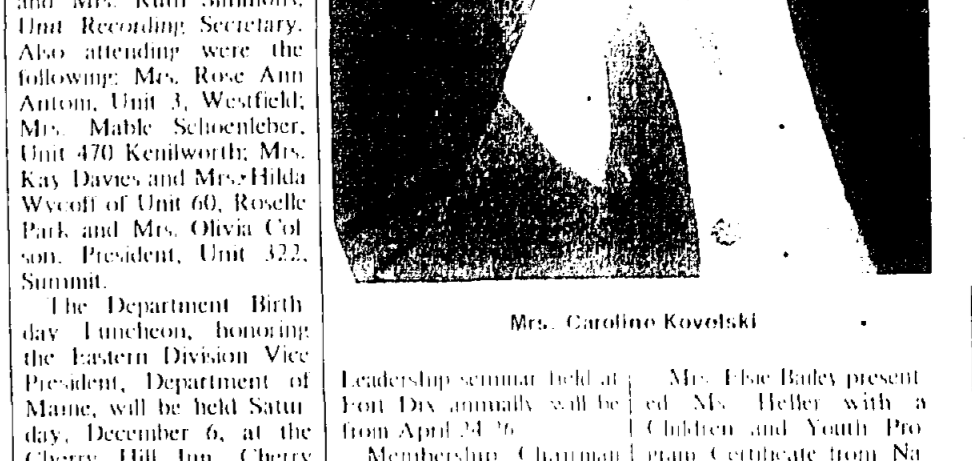 and Mrs. Ruth Simmons,
Unit Recording Secretary.
Also attending were the
following: Mrs. Rose Ann
Antoni, Unit 3, Westfield;
Mrs. Mable Schoenleber,
Unit 470 Kenilworth; Mrs.
Kay Davies and Mrs. Hilda
Wycoff of Unit 60, Roselle
Park and Mrs. Olivia Col
son, President, Unit 322,
Summit.
The Department Birth
day Luncheon, honoring
the Eastern Division Vice
President, Department of
Maine, will be held Satur
day, December 6, at the
Cherry Hill Inn, Cherry
Mrs. Caroline Kovelski
Leadership seminar held at
Fort Dix annually will be
from April 24 26
Membership Chairman
Mrs. Elsie Bailey present
ed Ms. Heller with a
Children and Youth Pro
gram Certificate from Na